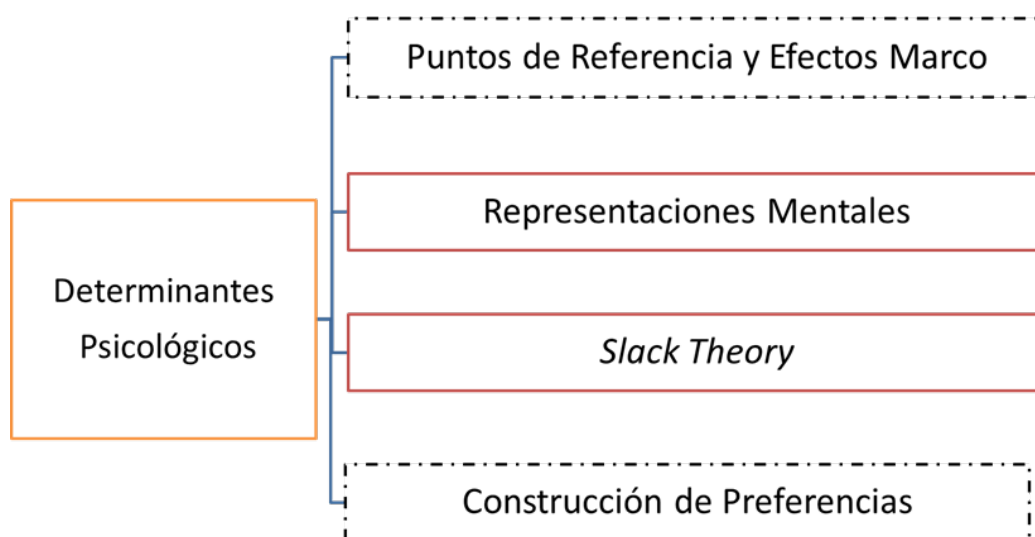 Puntos de Referencia y Efectos Marco
Representaciones Mentales
Determinantes
Psicológicos
Slack Theory
Construcción de Preferencias